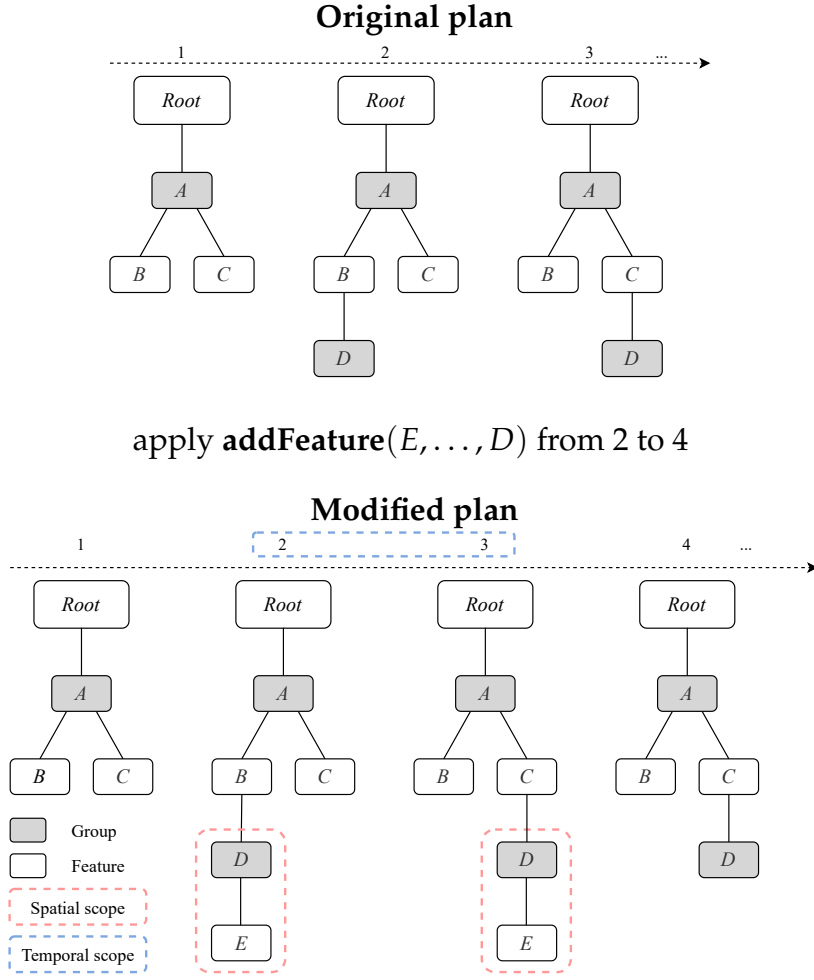 Original plan
1 2 3 ...
Root Root Root
A A A
B C B C B C
D D
apply addFeature(E, . . . , D) from 2 to 4
Modified plan
1 2 3 4 ...
Root Root Root Root
A A A A
B C B C B C B C
Group
D D D
Feature
Spatial scope
E E
Temporal scope